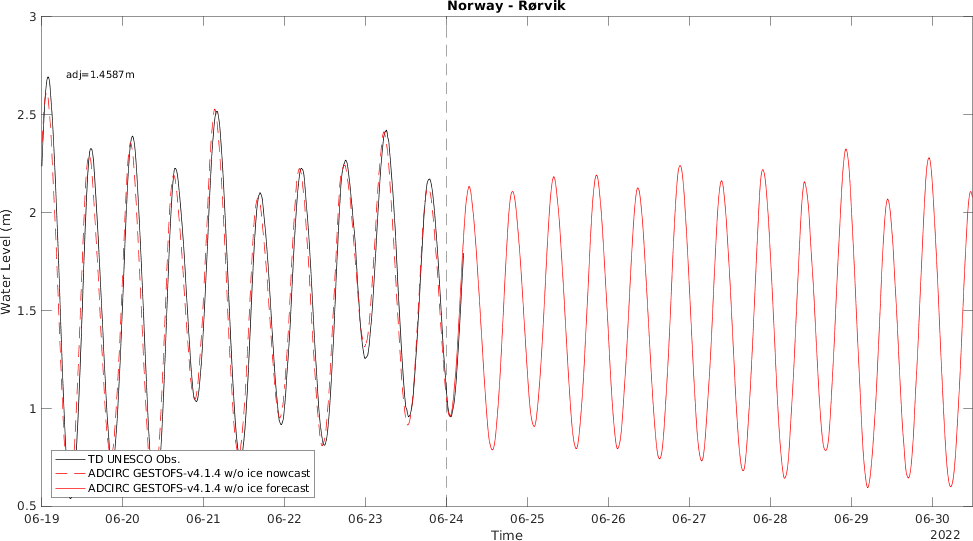 Norway - Rørvik
adj=1.4587m
Water Level (m)
3
2.5
2
1.5
1
0.5
TD UNESCO Obs.
ADCIRC GESTOFS-v4.1.4 w/o ice nowcast
ADCIRC GESTOFS-v4.1.4 w/o ice forecast
06-19 06-20 06-21 06-22 06-23 06-24 06-25 06-26 06-27 06-28 06-29 06-30
2022
Time